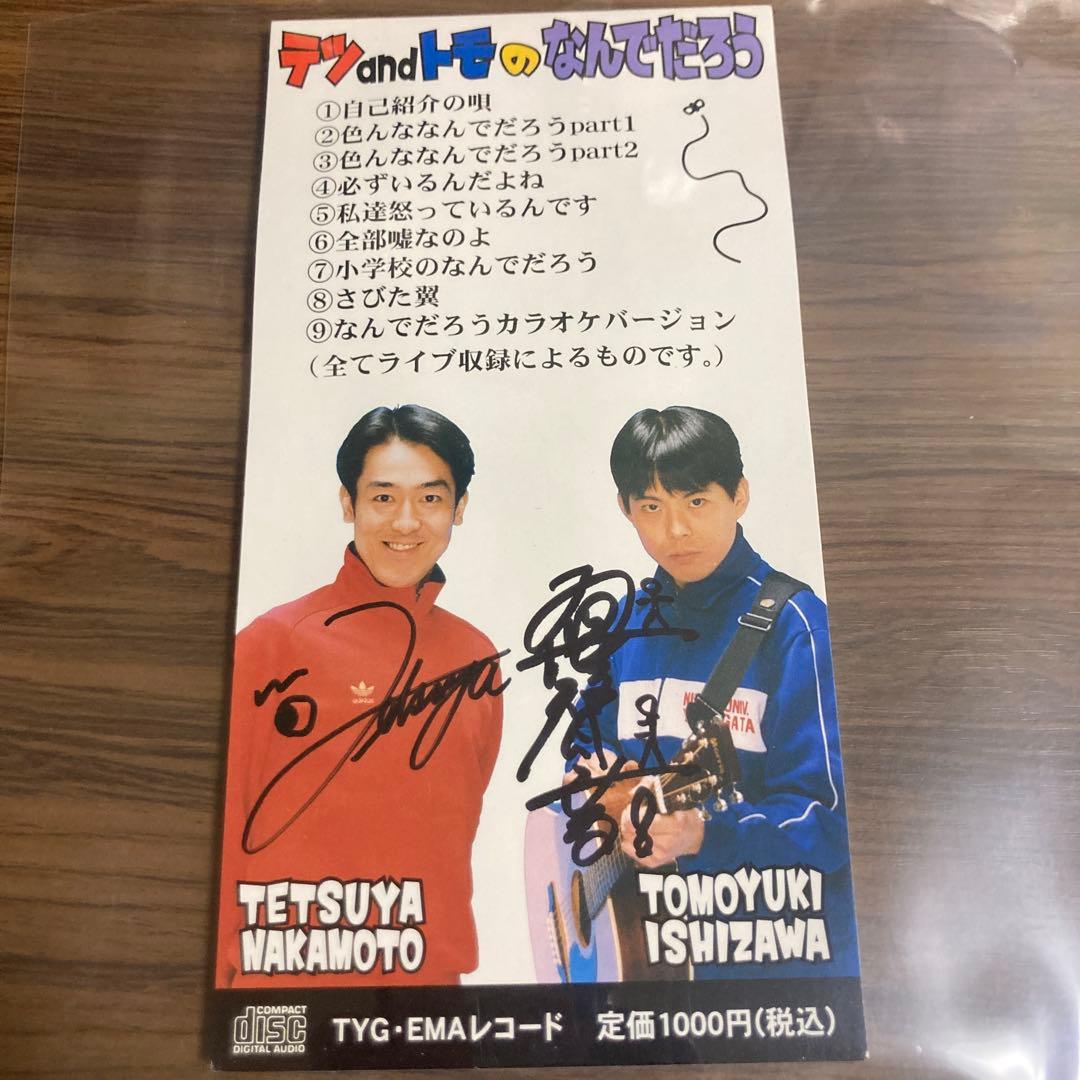 テツandトモのなんでだろう
①自己紹介の唄
②色んななんでだろうpart1
③色んななんでだろうpart2
④必ずいるんだよね
⑤私達怒っているんです
⑥全部嘘なのよ
⑦小学校のなんでだろう
⑧さびた翼
⑨なんでだろうカラオケバージョン
(全てライブ収録によるものです。)
Tetsuya
adidas
UNIV.
GATA
TETSUYA
NAKAMOTO
TOMOYUKI
ISHIZAWA
COMPACT
disc
DIGITAL AUDIO
TYG・EMAレコード 定価1000円(税込)